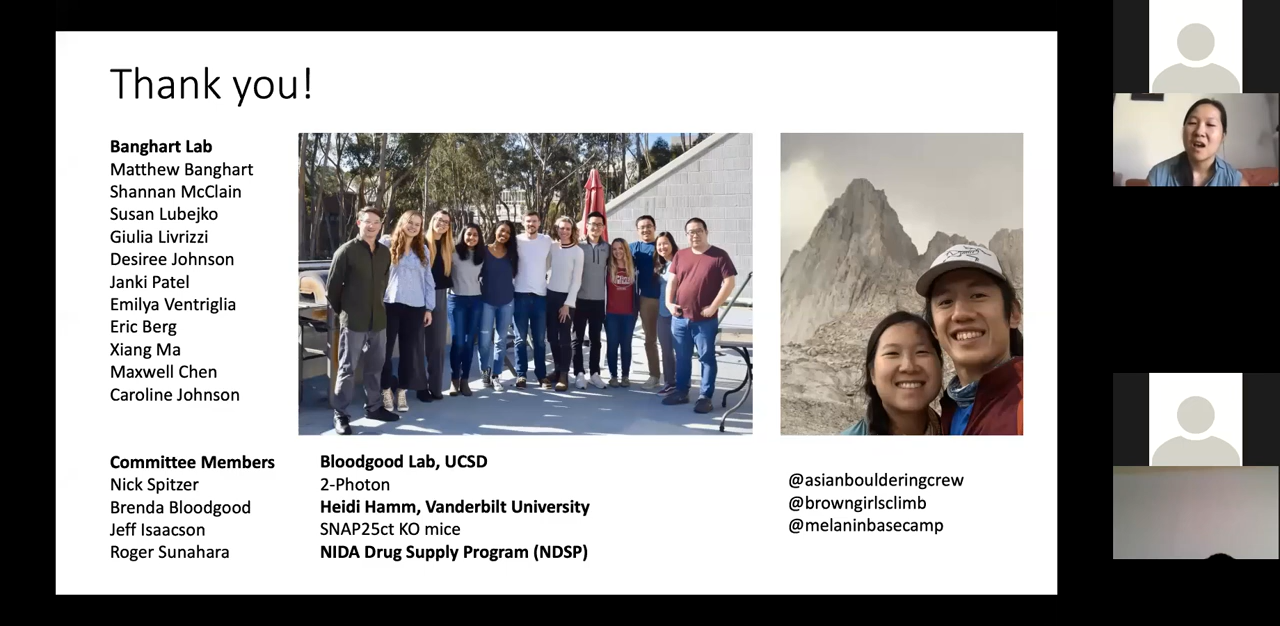 Thank you!
Banghart Lab
Matthew Banghart
Shannan McClain
Susan Lubejko
Giulia Livrizzi
Desiree Johnson
Janki Patel
Emilya Ventriglia
Eric Berg
Xiang Ma
Maxwell Chen
Caroline Johnson
Committee Members
Nick Spitzer
Brenda Bloodgood
Jeff Isaacson
Roger Sunahara
Bloodgood Lab, UCSD
2-Photon
Heidi Hamm, Vanderbilt University
SNAP25ct KO mice
NIDA Drug Supply Program (NDSP)
@asianboulderingcrew
@browngirlsclimb
@melaninbasecamp